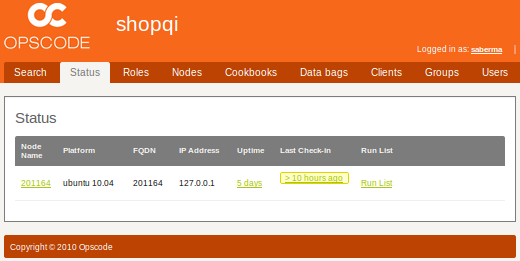 OPSCODE
shopqi
Logged in as: saberma |
Search Status Roles Nodes Cookbooks Data bags Clients Groups Users
Status
Node Name Platform FQDN IP Address Uptime Last Check-in Run List
201164 ubuntu 10.04 201164 127.0.0.1 5 days > 10 hours ago Run List
Copyright © 2010 Opscode